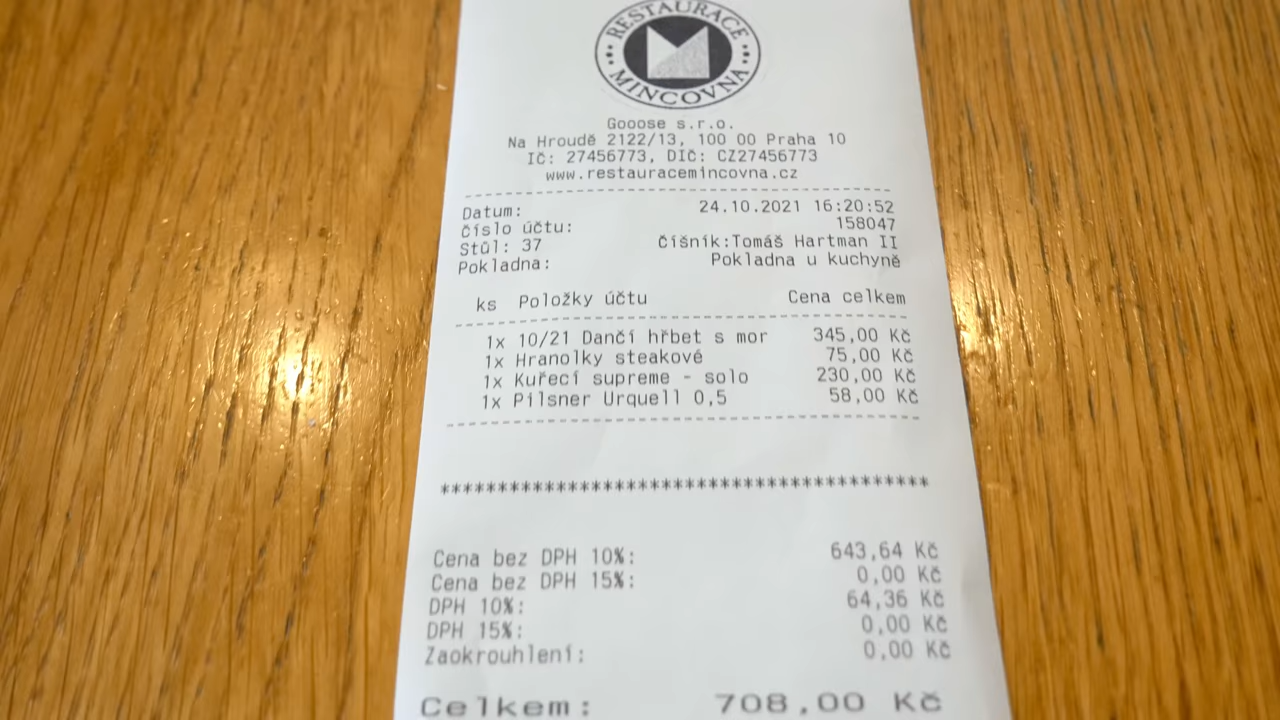 RESTAURACE
MINCOVNA
Gooose s.r.o.
Na Hroudě 2122/13, 100 00 Praha 10
IČ: 27456773, DIČ: CZ27456773
www.restauracemincovna.cz
Datum: 24.10.2021 16:20:52
číslo účtu: 158047
Stůl: 37 Číšník:Tomáš Hartman II
Pokladna: Pokladna u kuchyně
ks Položky účtu Cena celkem
1x 10/21 Dančí hřbet s mor 345,00 Kč
1x Hranolky steakové 75,00 Kč
1x Kuřecí supreme - solo 230,00 Kč
1x Pilsner Urquell 0,5 58,00 Kč
******************************************
Cena bez DPH 10%: 643,64 Kč
Cena bez DPH 15%: 0,00 Kč
DPH 10%: 64,36 Kč
DPH 15%: 0,00 Kč
Zaokrouhlení: 0,00 Kč
Celkem: 708,00 Kč